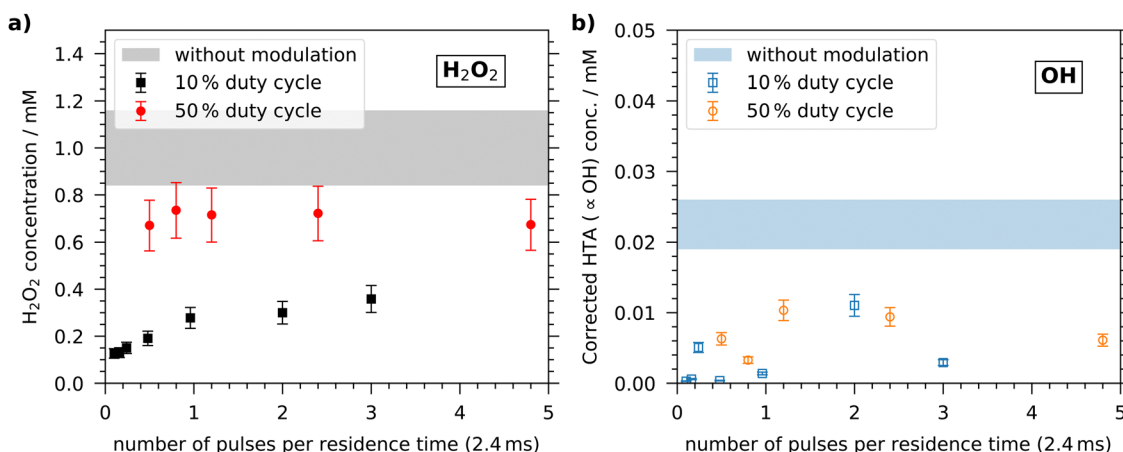 a)
H₂O₂ concentration / mM
1.4
1.2
1.0
0.8
0.6
0.4
0.2
0.0
without modulation
10 % duty cycle
50 % duty cycle
H₂O₂
0 1 2 3 4 5
number of pulses per residence time (2.4 ms)
b)
Corrected HTA (∝OH) conc. / mM
0.05
0.04
0.03
0.02
0.01
0.00
without modulation
10 % duty cycle
50 % duty cycle
OH
0 1 2 3 4 5
number of pulses per residence time (2.4 ms)